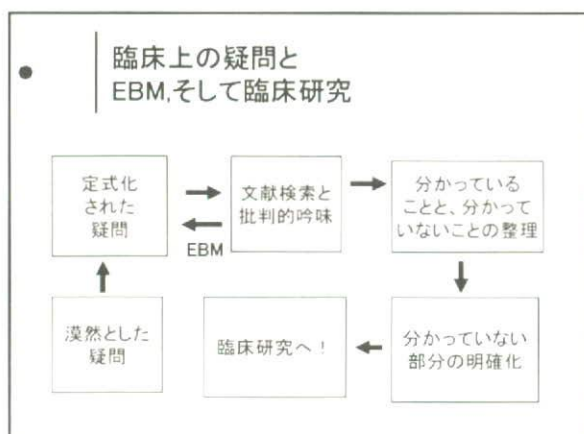 臨床上の疑問と
EBM,そして臨床研究
定式化
された
疑問
文献検索と
批判的吟味
分かっている
ことと、分かって
いないことの整理
EBM
漠然とした
疑問
臨床研究へ！
分かっていない
部分の明確化